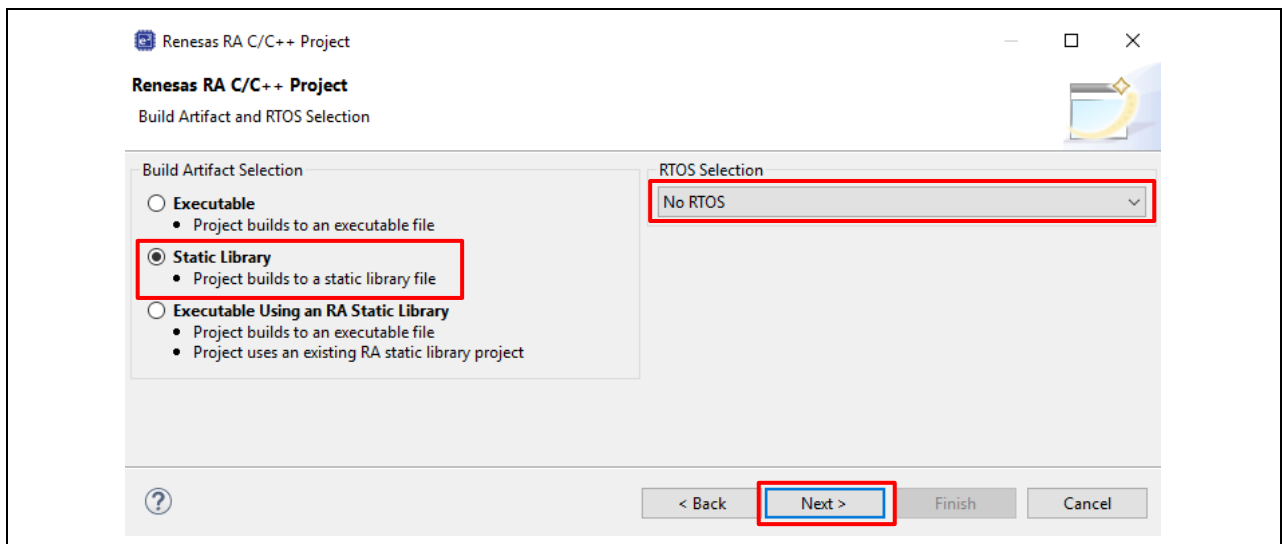 Renesas RA C/C++ Project
Renesas RA C/C++ Project
Build Artifact and RTOS Selection
Build Artifact Selection
Executable
• Project builds to an executable file
Static Library
• Project builds to a static library file
Executable Using an RA Static Library
• Project builds to an executable file
• Project uses an existing RA static library project
RTOS Selection
No RTOS
?
< Back Next > Finish Cancel